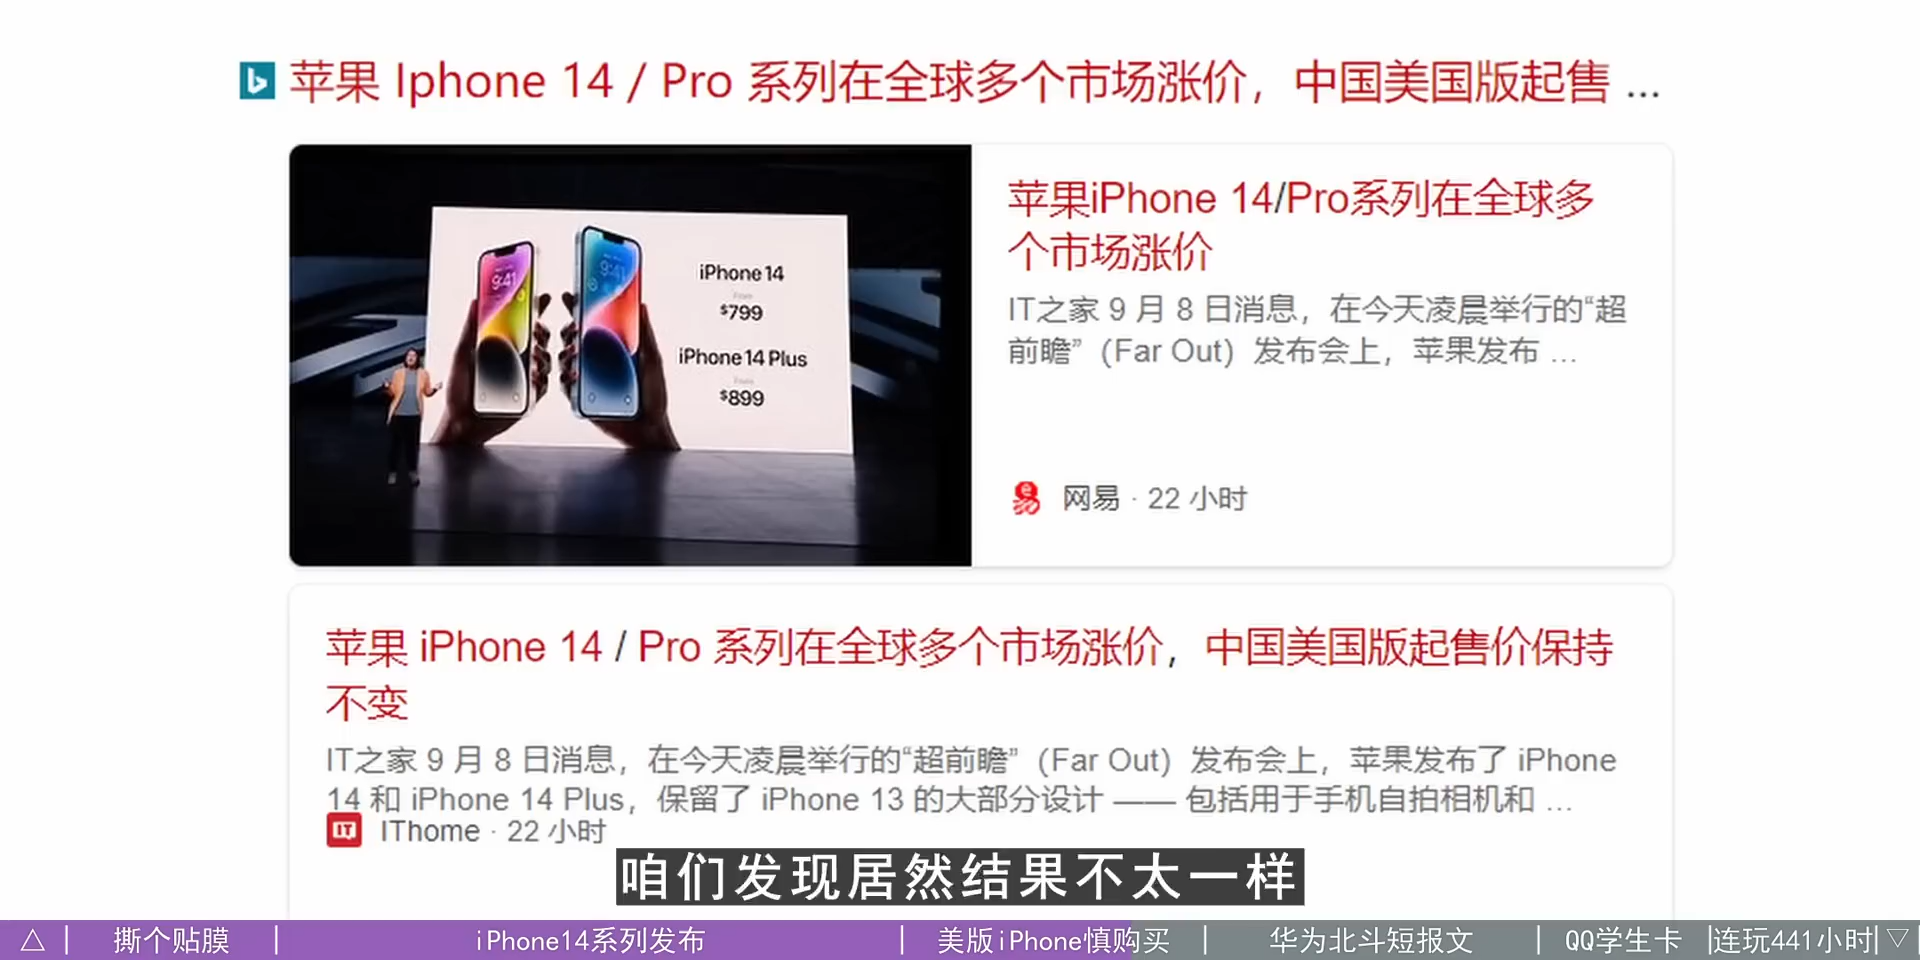 苹果 Iphone 14 / Pro 系列在全球多个市场涨价，中国美国版起售 ...
iPhone 14
From
$799
iPhone 14 Plus
From
$899
9:41
9:41
苹果iPhone 14/Pro系列在全球多
个市场涨价
IT之家 9 月 8 日消息，在今天凌晨举行的“超
前瞻”（Far Out）发布会上，苹果发布 ...
网易 · 22 小时
苹果 iPhone 14 / Pro 系列在全球多个市场涨价，中国美国版起售价保持
不变
IT之家 9 月 8 日消息，在今天凌晨举行的“超前瞻”（Far Out）发布会上，苹果发布了 iPhone
14 和 iPhone 14 Plus，保留了 iPhone 13 的大部分设计 —— 包括用于手机自拍相机和 ...
IT IThome · 22 小时
咱们发现居然结果不太一样
△ | 撕个贴膜 | iPhone14系列发布 | 美版iPhone慎购买 | 华为北斗短报文 | QQ学生卡 |连玩441小时|▽